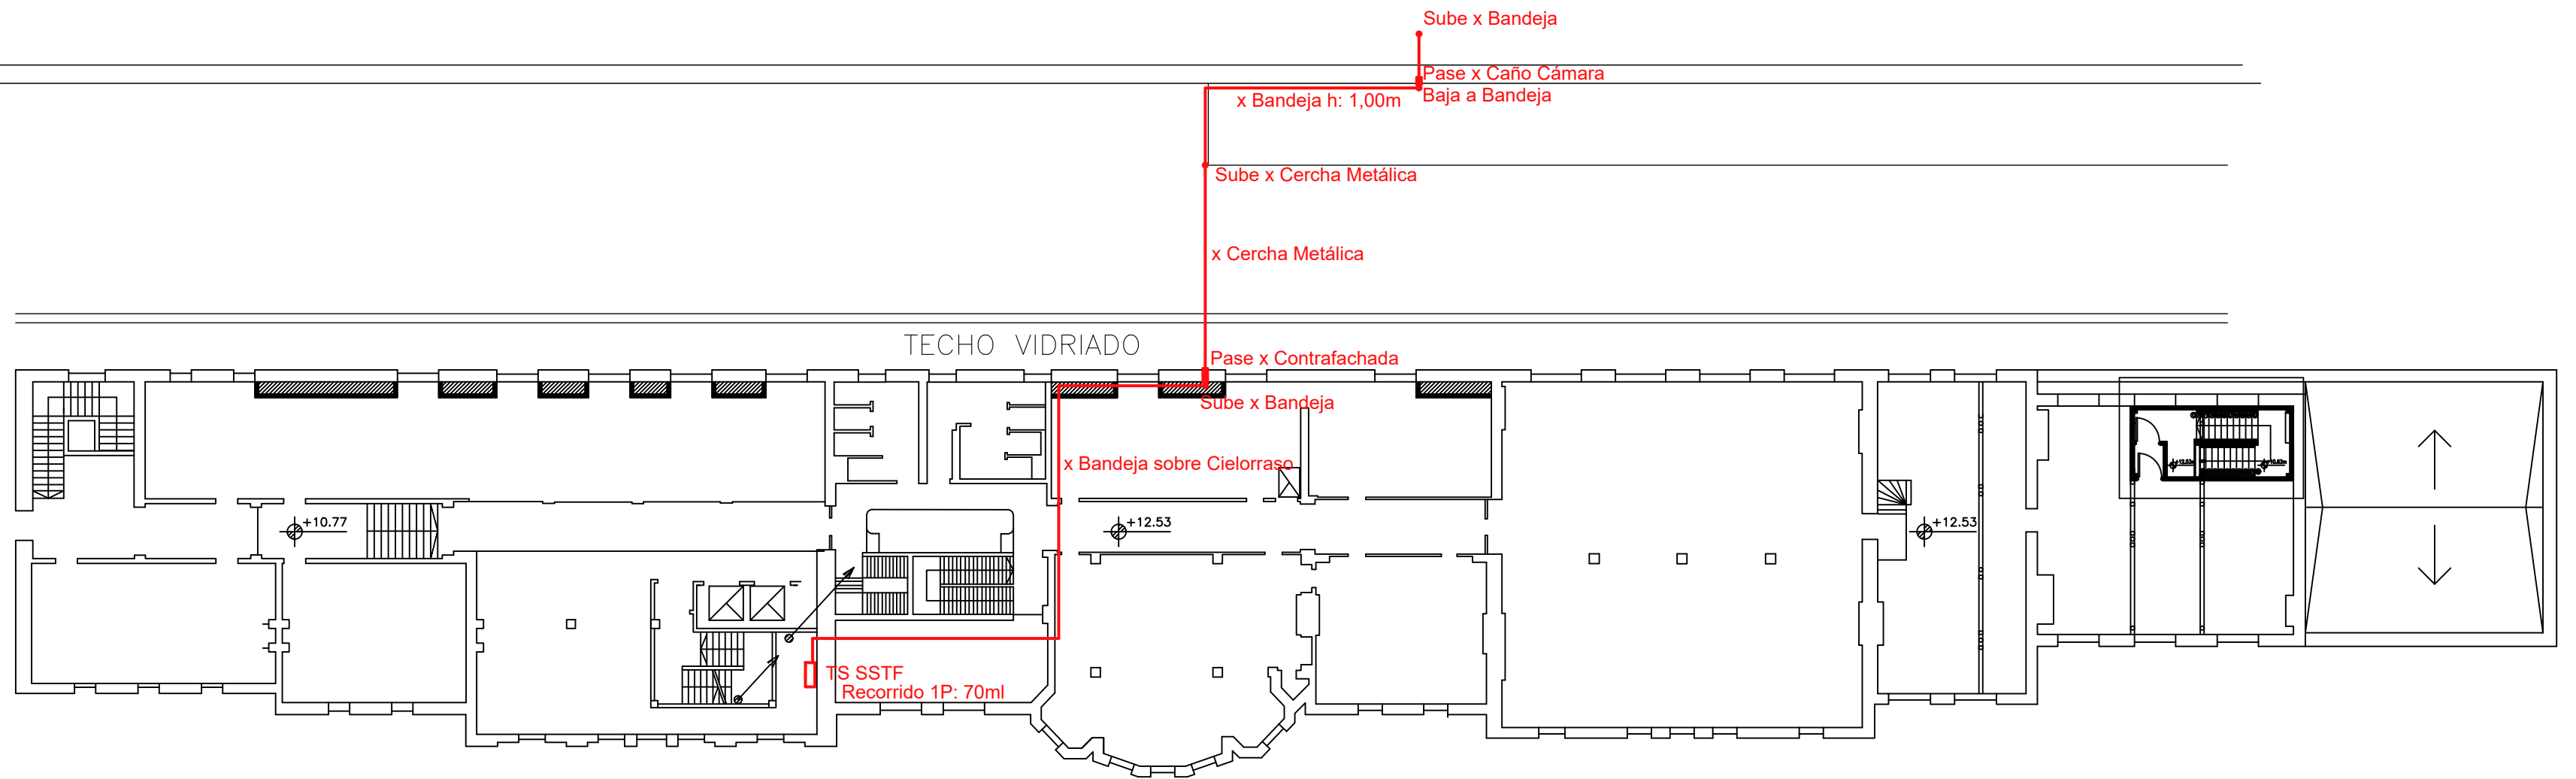 Sube x Bandeja
Pase x Caño Cámara
Baja a Bandeja
x Bandeja h: 1,00m
Sube x Cercha Metálica
x Cercha Metálica
TECHO VIDRIADO
Pase x Contrafachada
Sube x Bandeja
x Bandeja sobre Cielorraso
+10.77
+12.53
+12.53
TS SSTF
Recorrido 1P: 70ml